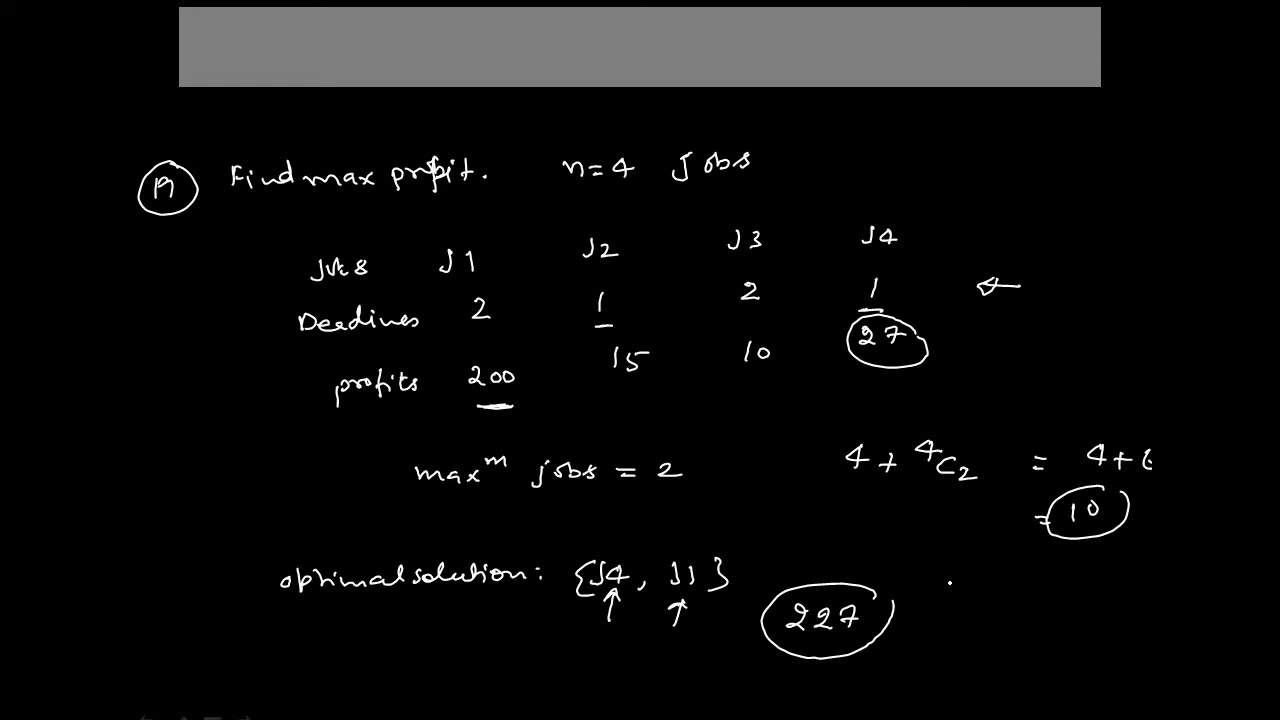 19 Find max profit. n=4 Jobs
Jobs J1 J2 J3 J4
Deadlines 2 1 2 1 ←
profits 200 15 10 27
maxᵐ jobs = 2 4 + ⁴C₂ = 4+6
= 10
optimal solution: {J4, J1}
227